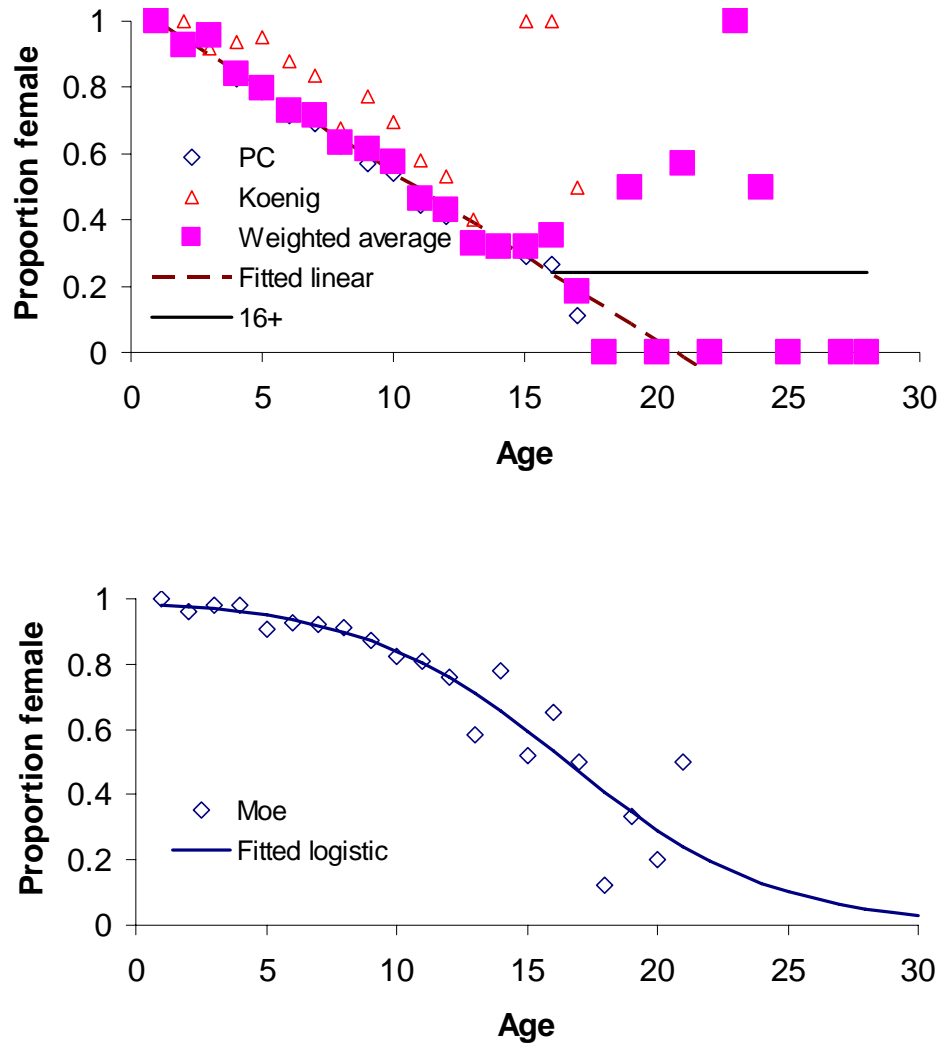 1
0.8
0.6
0.4
0.2
0
Proportion female
PC
Koenig
Weighted average
Fitted linear
16+
0 5 10 15 20 25 30
Age
1
0.8
0.6
0.4
0.2
0
Proportion female
Moe
Fitted logistic
0 5 10 15 20 25 30
Age